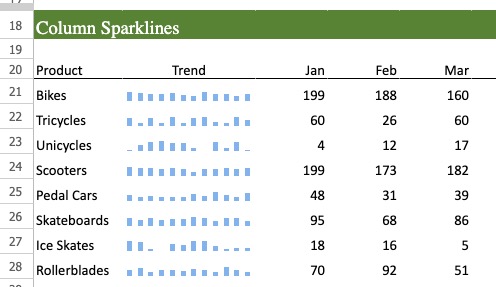 18 Column Sparklines
19
20 Product Trend Jan Feb Mar
21 Bikes 199 188 160
22 Tricycles 60 26 60
23 Unicycles 4 12 17
24 Scooters 199 173 182
25 Pedal Cars 48 31 39
26 Skateboards 95 68 86
27 Ice Skates 18 16 5
28 Rollerblades 70 92 51